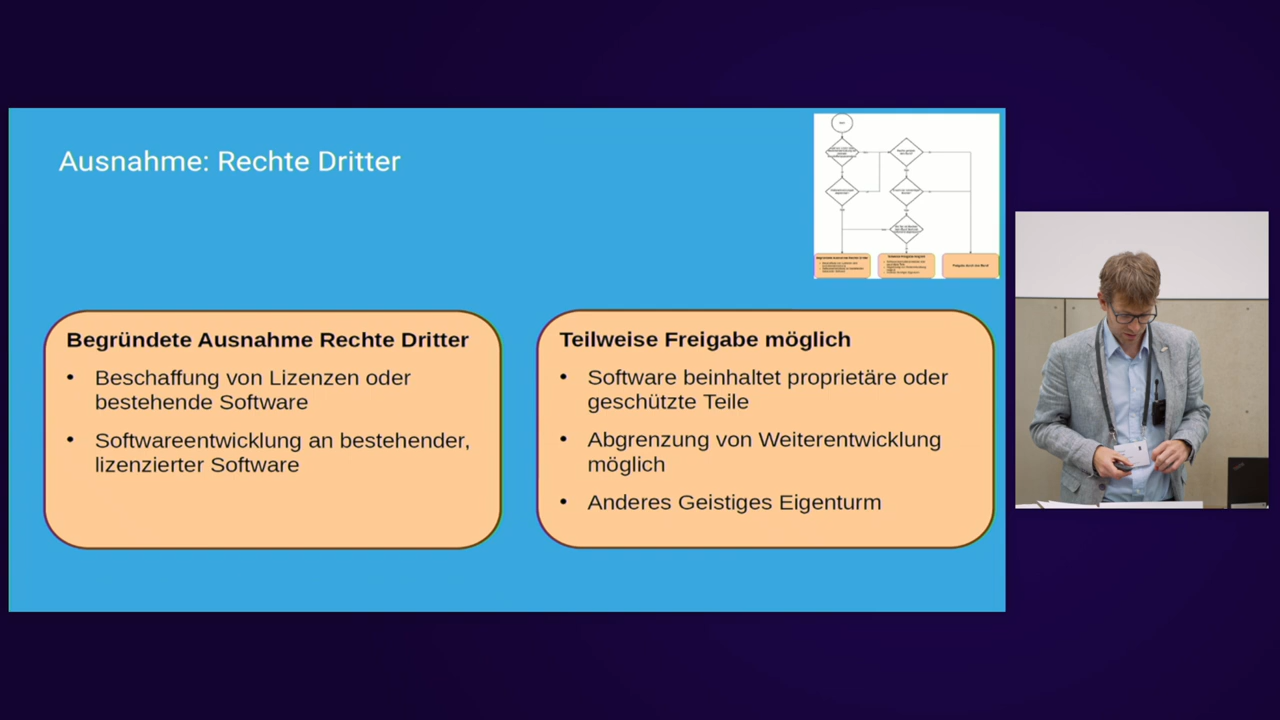 Ausnahme: Rechte Dritter
Begründete Ausnahme Rechte Dritter
• Beschaffung von Lizenzen oder
bestehende Software
• Softwareentwicklung an bestehender,
lizenzierter Software
Teilweise Freigabe möglich
• Software beinhaltet proprietäre oder
geschützte Teile
• Abgrenzung von Weiterentwicklung
möglich
• Anderes Geistiges Eigenturm